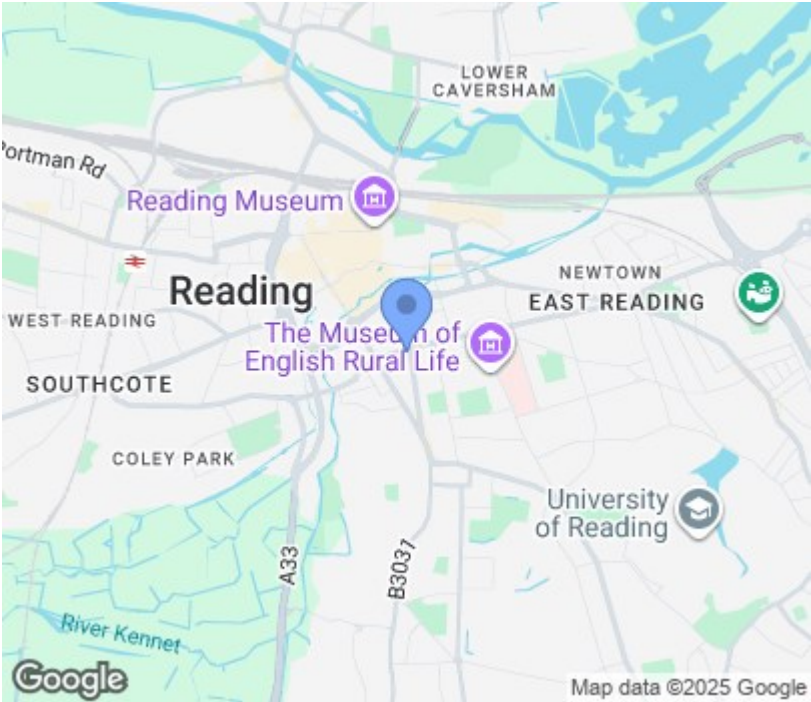 LOWER
CAVERSHAM
Portman Rd
Reading Museum
NEWTOWN
EAST READING
Reading
WEST READING
The Museum of
English Rural Life
SOUTHCOTE
COLEY PARK
University
of Reading
A33
B3031
River Kennet
Google
Map data ©2025 Google